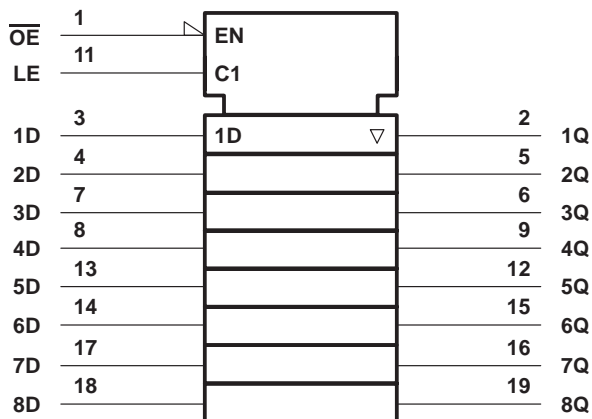 1
OE EN
11
LE C1
3 2
1D 1D ▽ 1Q
4 5
2D 2Q
7 6
3D 3Q
8 9
4D 4Q
13 12
5D 5Q
14 15
6D 6Q
17 16
7D 7Q
18 19
8D 8Q